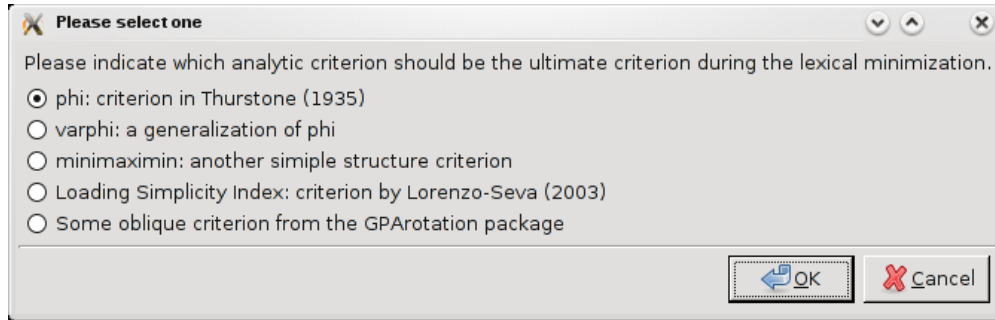 Please select one
Please indicate which analytic criterion should be the ultimate criterion during the lexical minimization.
phi: criterion in Thurstone (1935)
varphi: a generalization of phi
minimaximin: another simiple structure criterion
Loading Simplicity Index: criterion by Lorenzo-Seva (2003)
Some oblique criterion from the GPArotation package
OK Cancel